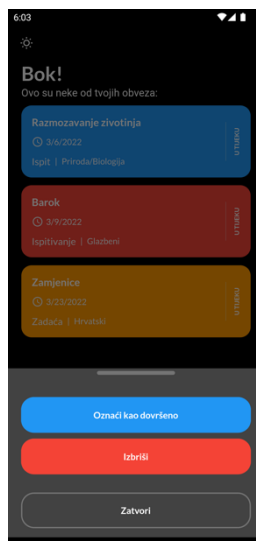 6:03
Bok!
Ovo su neke od tvojih obveza:
Razmozavanje zivotinja
3/6/2022
Ispit | Priroda/Biologija
U TIJEKU
Barok
3/9/2022
Ispitivanje | Glazbeni
U TIJEKU
Zamjenice
3/23/2022
Zadaća | Hrvatski
U TIJEKU
Označi kao dovršeno
Izbriši
Zatvori